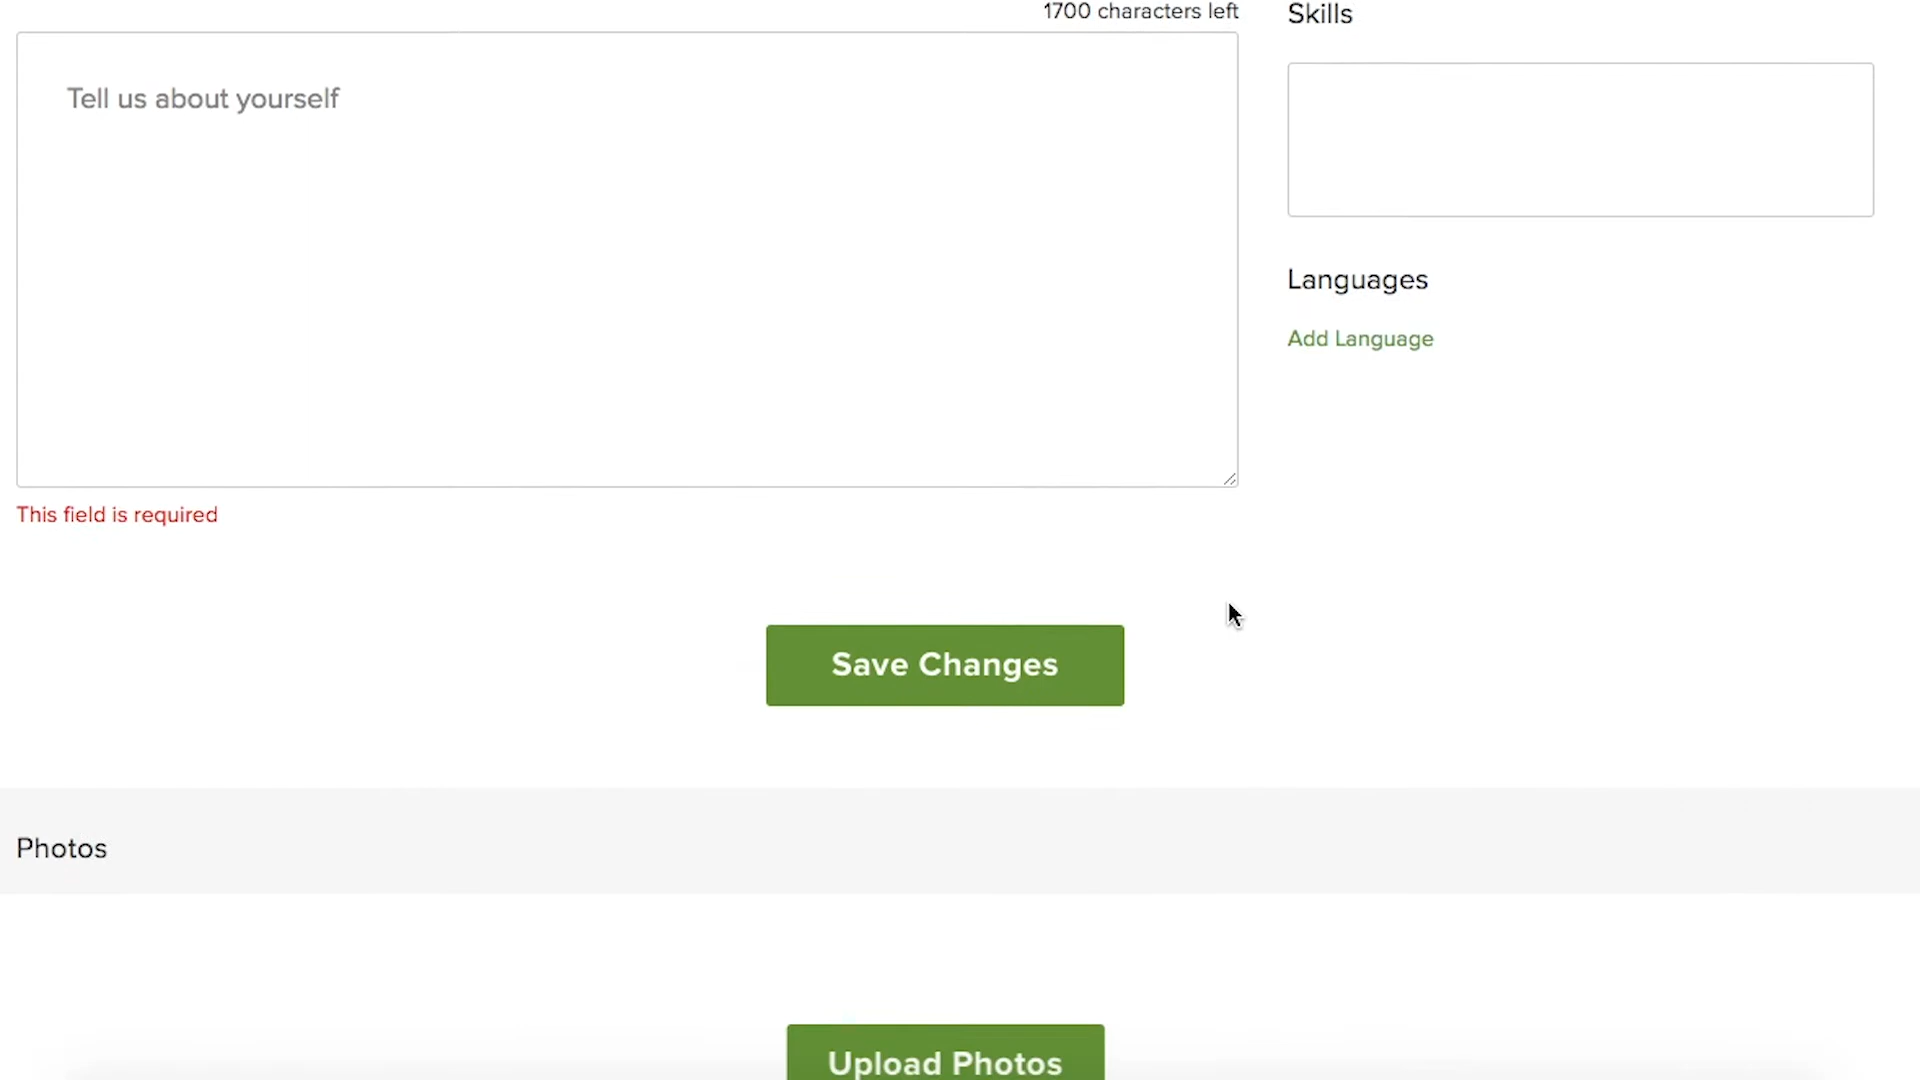 1700 characters left
Skills
Tell us about yourself
Languages
Add Language
This field is required
Save Changes
Photos
Upload Photos